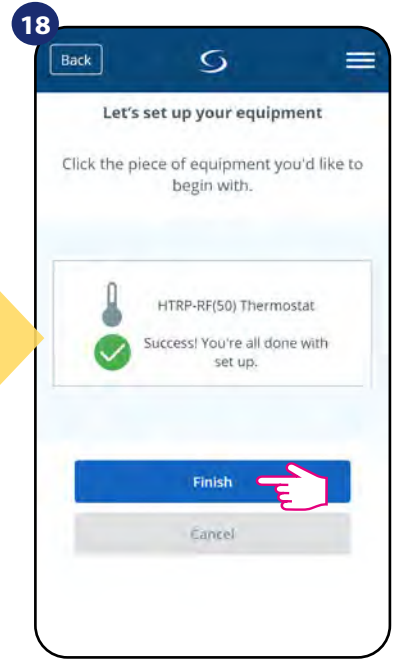 18
Back
Let's set up your equipment
Click the piece of equipment you'd like to
begin with.
HTRP-RF(50) Thermostat
Success! You're all done with
set up.
Finish
Cancel